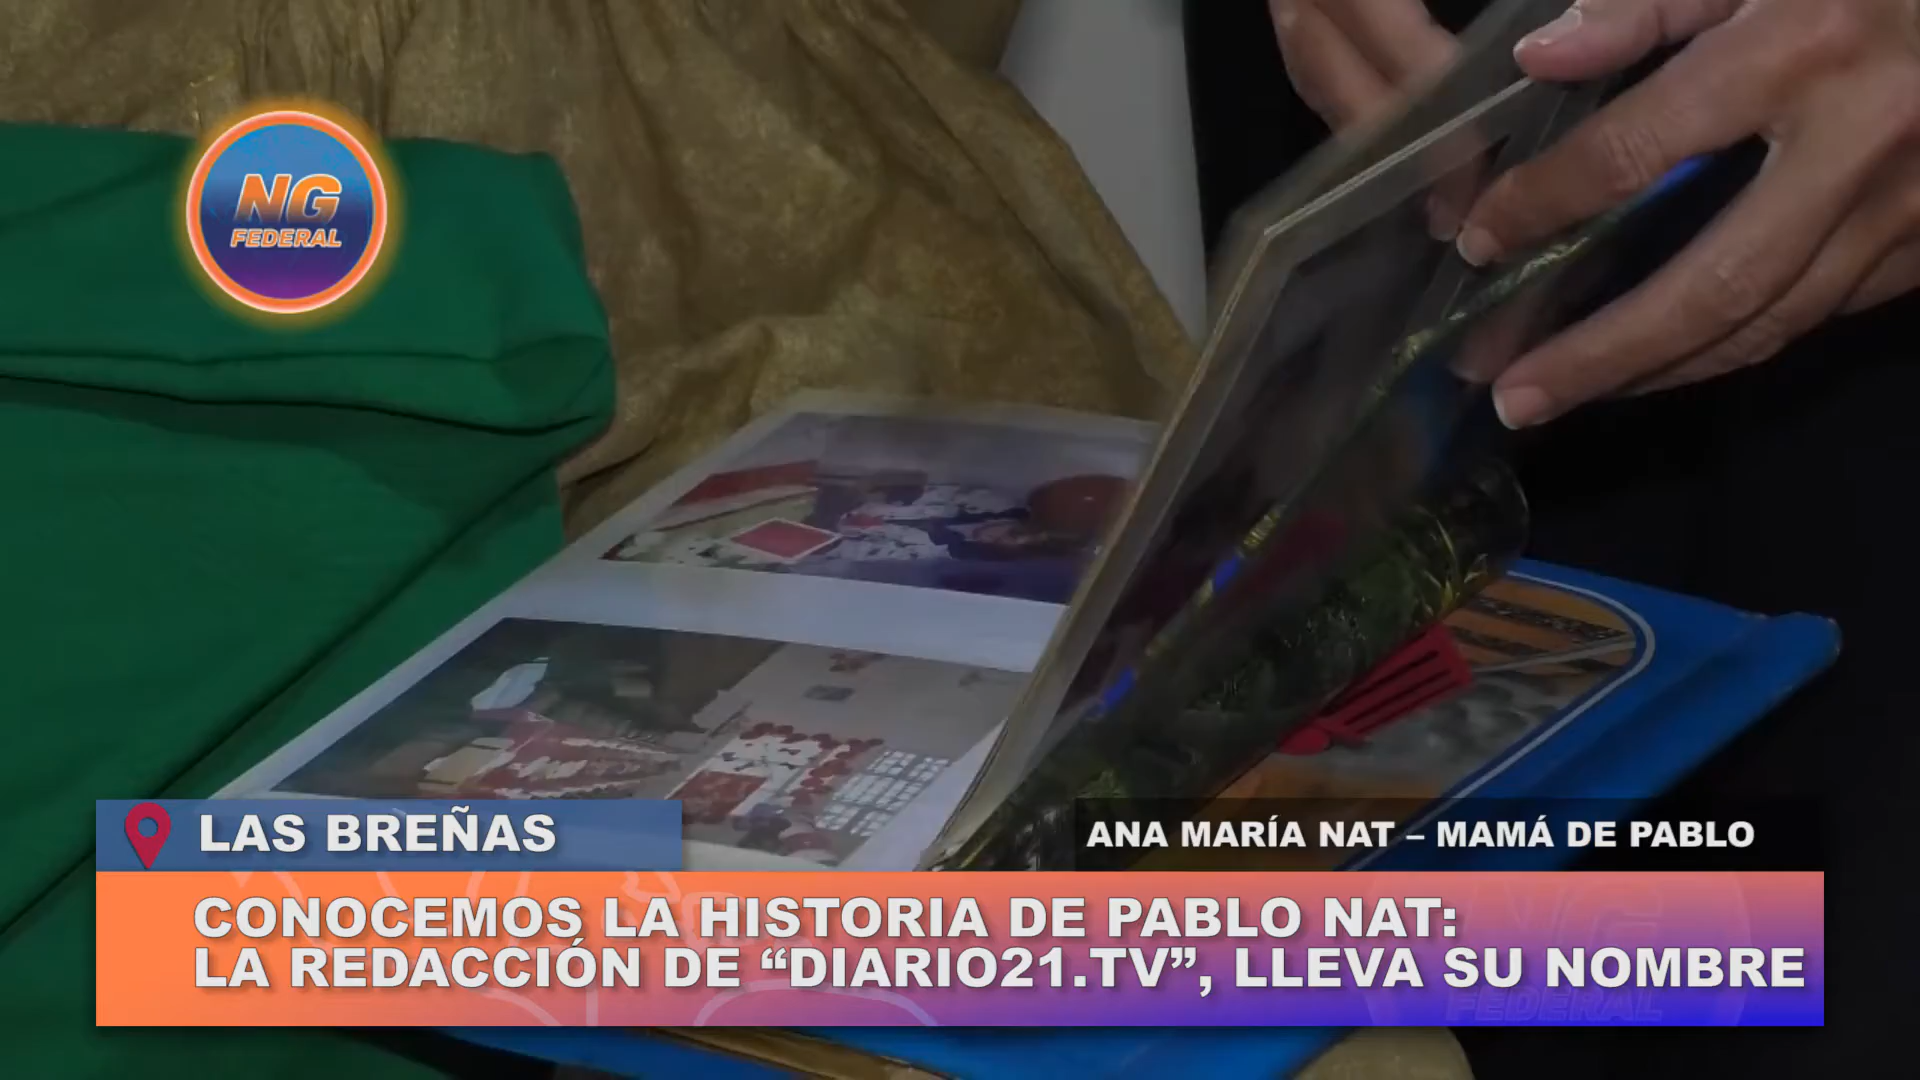 NG
FEDERAL
LAS BREÑAS
ANA MARÍA NAT – MAMÁ DE PABLO
CONOCEMOS LA HISTORIA DE PABLO NAT:
LA REDACCIÓN DE “DIARIO21.TV”, LLEVA SU NOMBRE
FEDERAL